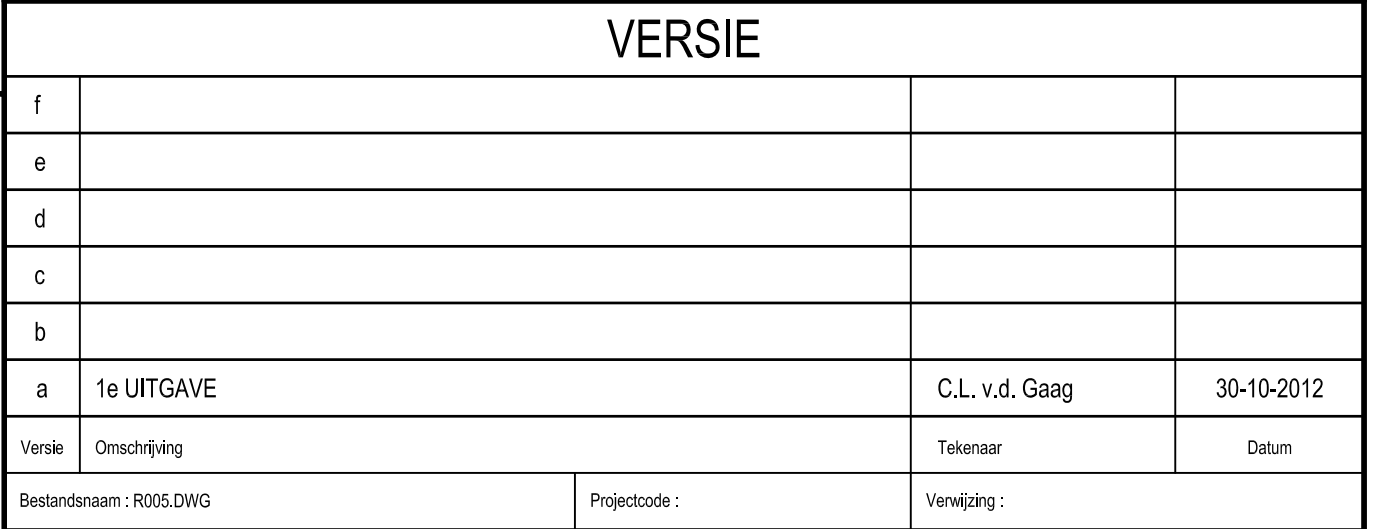 VERSIE
f
e
d
c
b
a 1e UITGAVE C.L. v.d. Gaag 30-10-2012
Versie Omschrijving Tekenaar Datum
Bestandsnaam : R005.DWG Projectcode : Verwijzing :